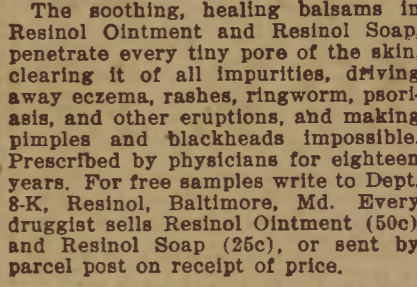 The soothing, healing balsams in
Resinol Ointment and Resinol Soap,
penetrate every tiny pore of the skin,
clearing it of all impurities, driving
away eczema, rashes, ringworm, psori-
asis, and other eruptions, and making
pimples and blackheads impossible.
Prescribed by physicians for eighteen
years. For free samples write to Dept.
8-K, Resinol, Baltimore, Md. Every
druggist sells Resinol Ointment (50c)
and Resinol Soap (25c), or sent by
parcel post on receipt of price.